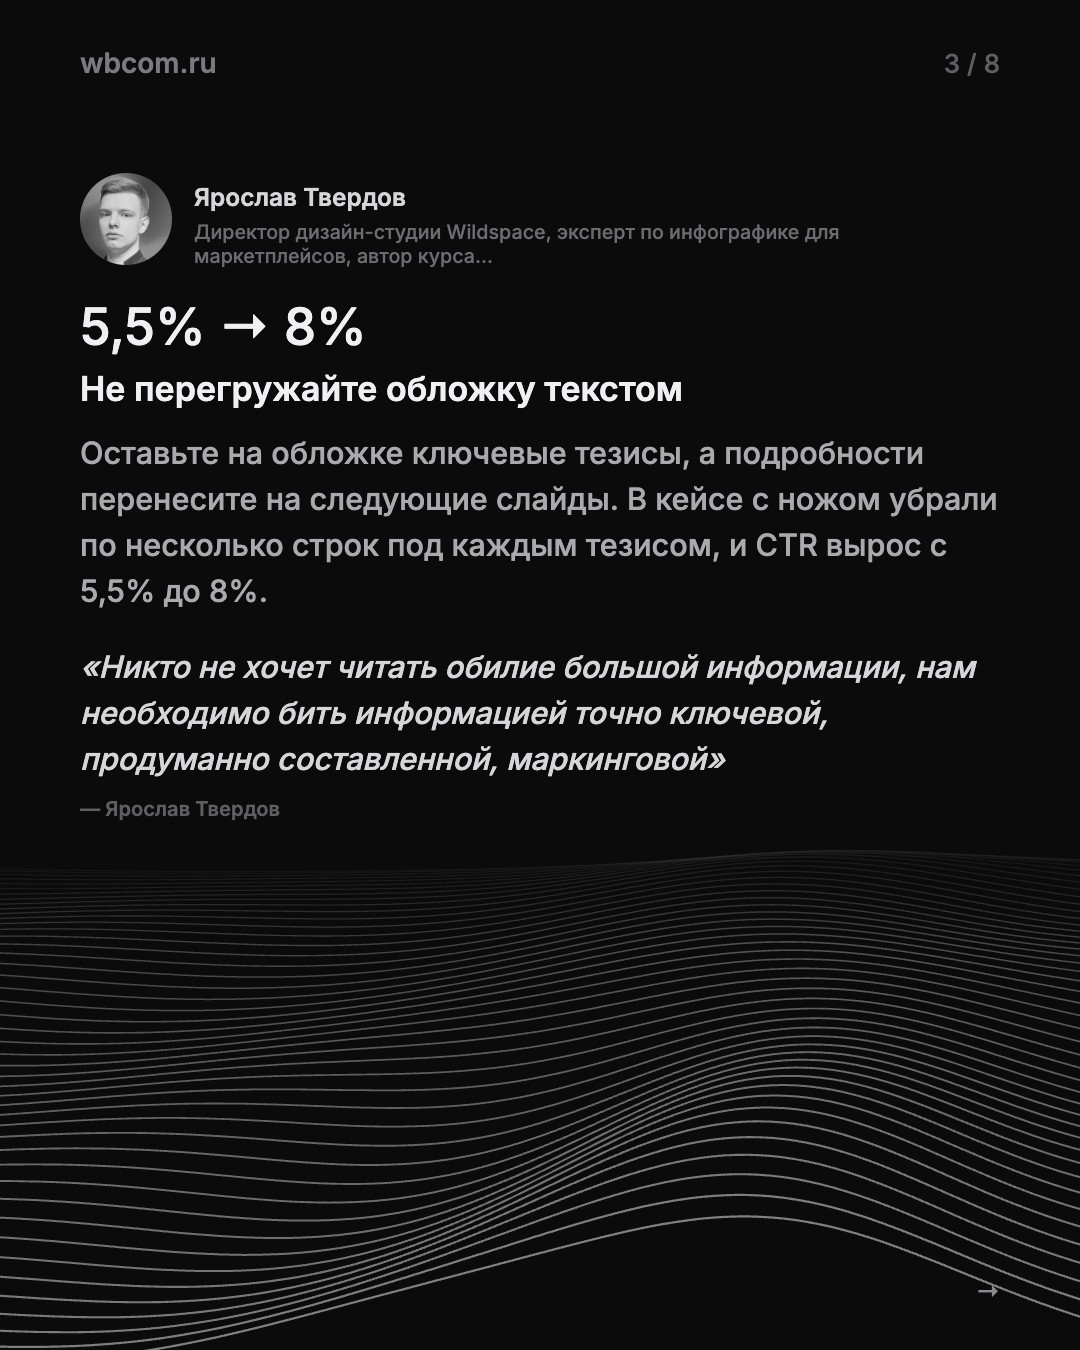 wbcom.ru
3 / 8
Ярослав Твердов
Директор дизайн-студии Wildspace, эксперт по инфографике для
маркетплейсов, автор курса...
5,5% → 8%
Не перегружайте обложку текстом
Оставьте на обложке ключевые тезисы, а подробности
перенесите на следующие слайды. В кейсе с ножом убрали
по несколько строк под каждым тезисом, и CTR вырос с
5,5% до 8%.
«Никто не хочет читать обилие большой информации, нам
необходимо бить информацией точно ключевой,
продуманно составленной, маркинговой»
— Ярослав Твердов
→